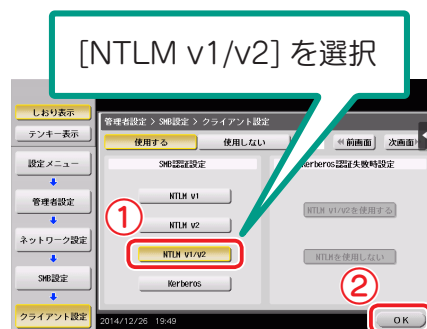 [NTLM v1/v2] を選択
しおり表示
テンキー表示
設定メニュー
管理者設定
ネットワーク設定
SMB設定
クライアント設定
管理者設定 > SMB設定 > クライアント設定
使用する
使用しない
前画面
次画面
SMB認証設定
Kerberos認証失敗時設定
NTLM v1
NTLM v2
NTLM v1/v2
Kerberos
NTLM v1/v2を使用する
NTLMを使用しない
①
②
2014/12/26 19:49
OK